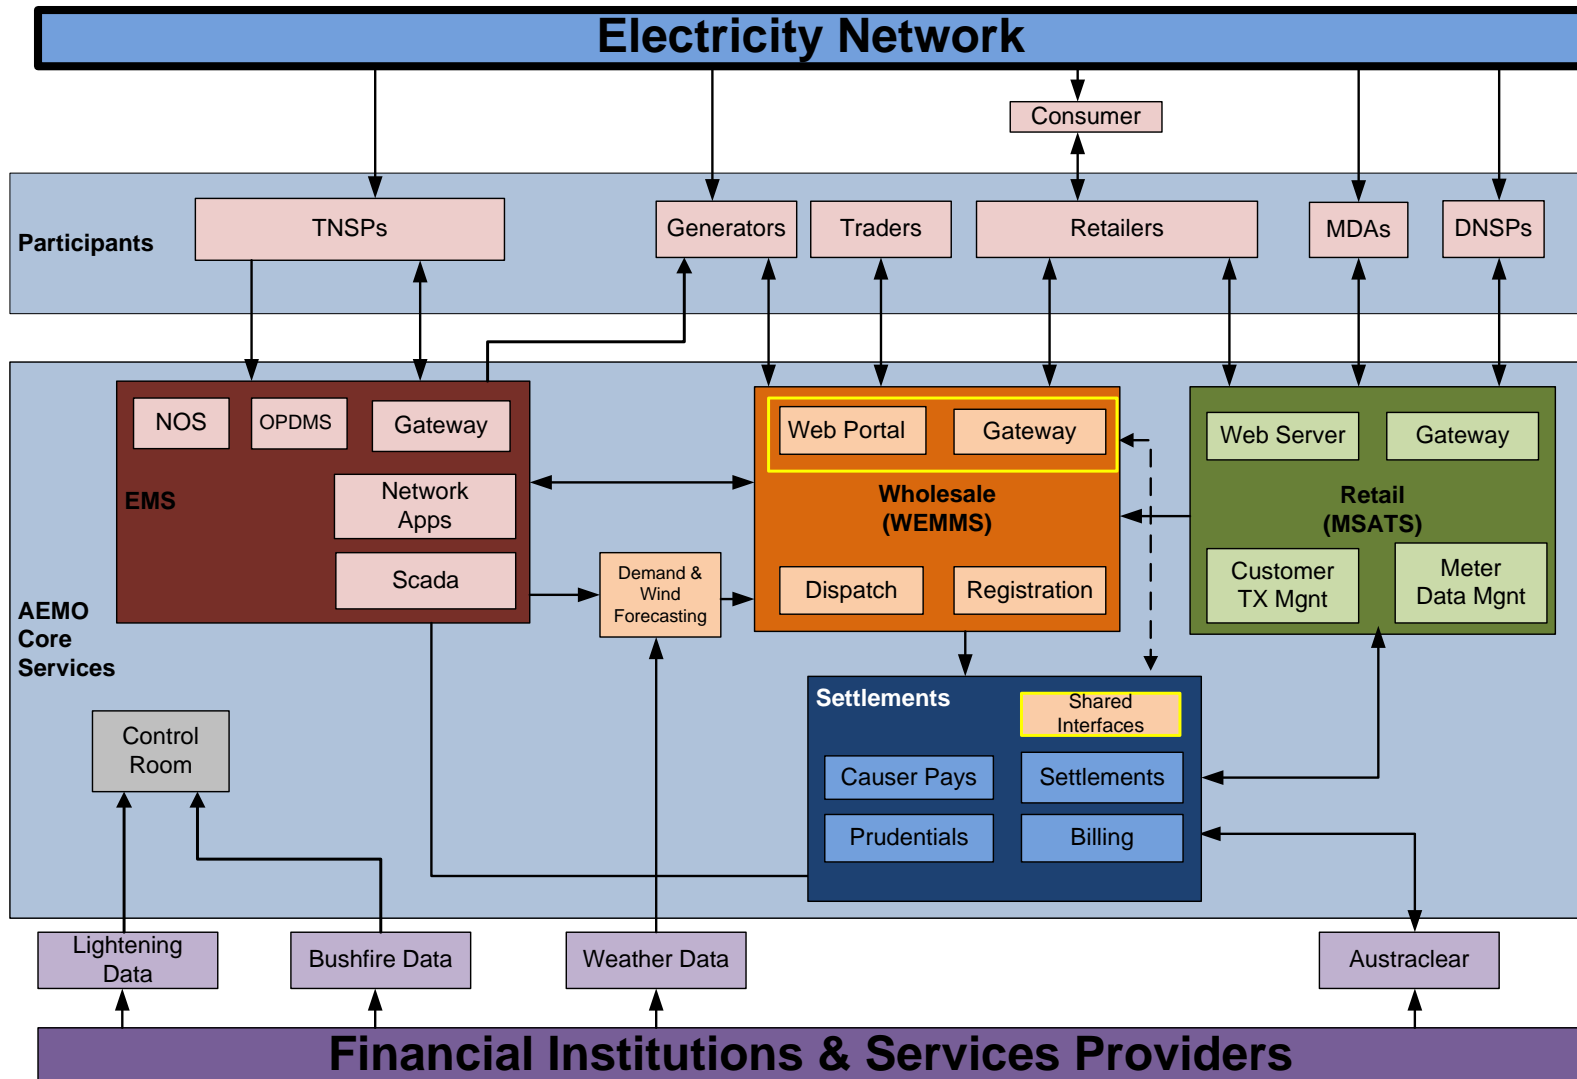 Electricity Network
Consumer
Participants
TNSPs
Generators
Traders
Retailers
MDAs
DNSPs
AEMO
Core
Services
EMS
NOS
OPDMS
Gateway
Network
Apps
Scada
Demand &
Wind
Forecasting
Web Portal
Gateway
Wholesale
(WEMMS)
Dispatch
Registration
Web Server
Gateway
Retail
(MSATS)
Customer
TX Mgnt
Meter
Data Mgnt
Settlements
Shared
Interfaces
Causer Pays
Settlements
Prudentials
Billing
Control
Room
Lightening
Data
Bushfire Data
Weather Data
Austraclear
Financial Institutions & Services Providers